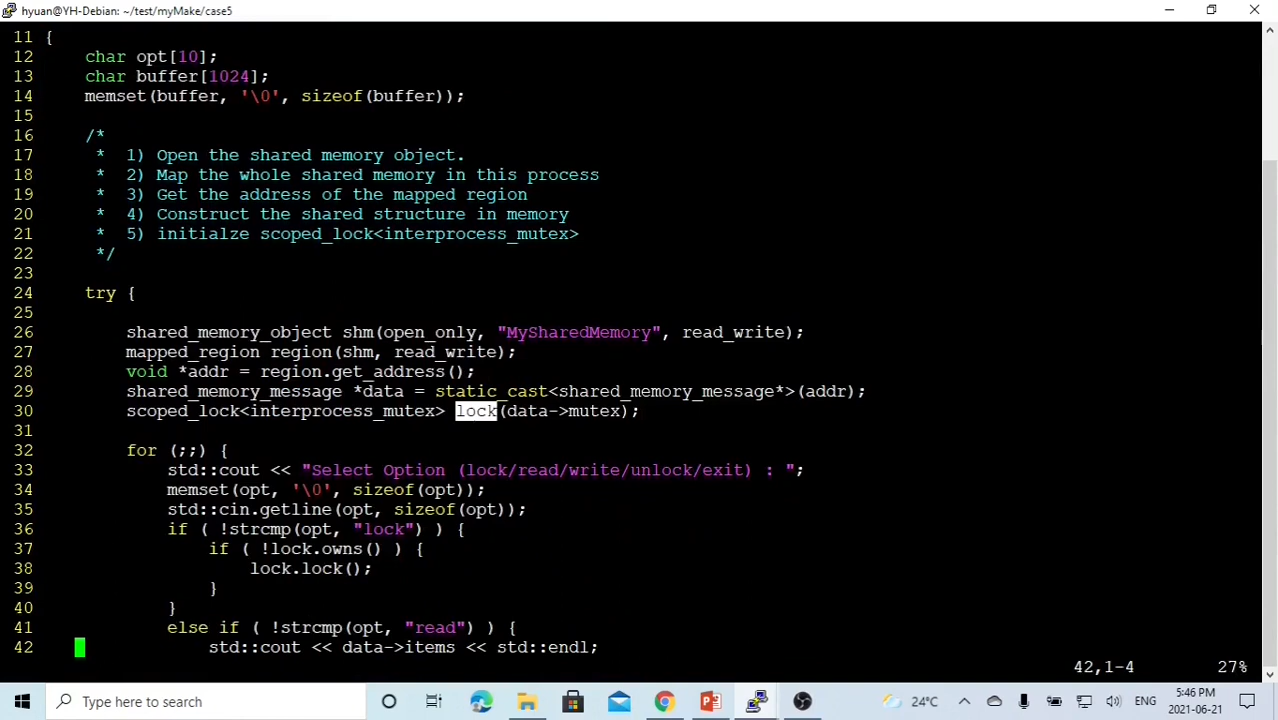 hyuan@YH-Debian: ~/test/myMake/case5
11 {
12     char opt[10];
13     char buffer[1024];
14     memset(buffer, '\0', sizeof(buffer));
15
16     /*
17      *  1) Open the shared memory object.
18      *  2) Map the whole shared memory in this process
19      *  3) Get the address of the mapped region
20      *  4) Construct the shared structure in memory
21      *  5) initialze scoped_lock<interprocess_mutex>
22      */
23
24     try {
25
26         shared_memory_object shm(open_only, "MySharedMemory", read_write);
27         mapped_region region(shm, read_write);
28         void *addr = region.get_address();
29         shared_memory_message *data = static_cast<shared_memory_message*>(addr);
30         scoped_lock<interprocess_mutex> lock(data->mutex);
31
32         for (;;) {
33             std::cout << "Select Option (lock/read/write/unlock/exit) : ";
34             memset(opt, '\0', sizeof(opt));
35             std::cin.getline(opt, sizeof(opt));
36             if ( !strcmp(opt, "lock") ) {
37                 if ( !lock.owns() ) {
38                     lock.lock();
39                 }
40             }
41             else if ( !strcmp(opt, "read") ) {
42                 std::cout << data->items << std::endl;
42,1-4 27%
Type here to search
24°C
ENG
5:46 PM
2021-06-21